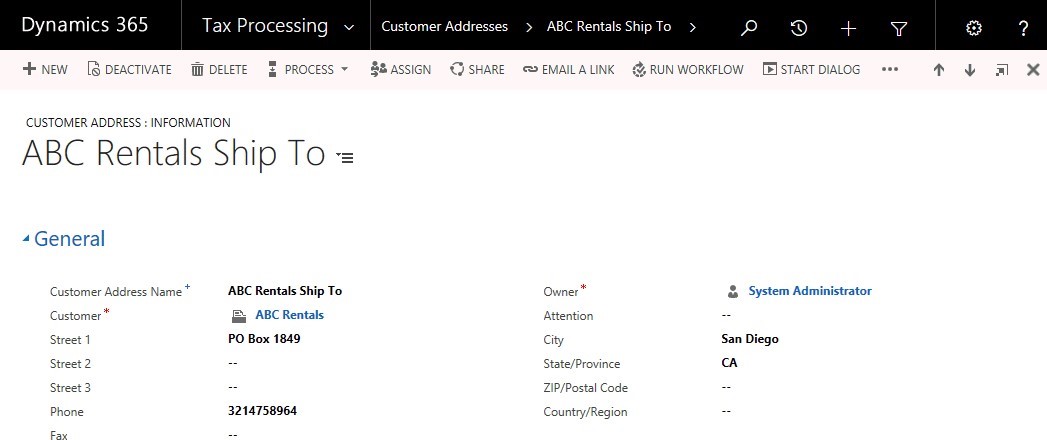 Dynamics 365 Tax Processing Customer Addresses > ABC Rentals Ship To > ?
NEW DEACTIVATE DELETE PROCESS ASSIGN SHARE EMAIL A LINK RUN WORKFLOW START DIALOG ...
CUSTOMER ADDRESS : INFORMATION
ABC Rentals Ship To
General
Customer Address Name + ABC Rentals Ship To Owner * System Administrator
Customer * ABC Rentals Attention --
Street 1 PO Box 1849 City San Diego
Street 2 -- State/Province CA
Street 3 -- ZIP/Postal Code --
Phone 3214758964 Country/Region --
Fax --